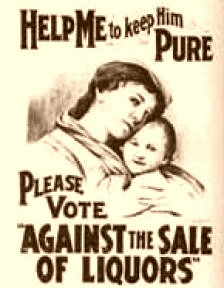 HELP ME to keep Him
PURE
PLEASE
VOTE
"AGAINST THE SALE
OF LIQUORS"